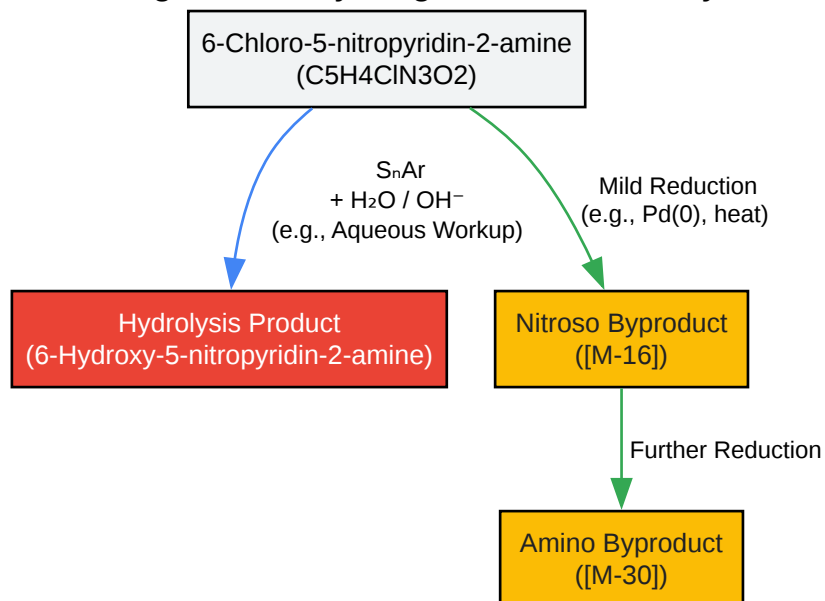 6-Chloro-5-nitropyridin-2-amine
(C5H4ClN3O2)
SₙAr
+ H₂O / OH⁻
(e.g., Aqueous Workup)
Mild Reduction
(e.g., Pd(0), heat)
Hydrolysis Product
(6-Hydroxy-5-nitropyridin-2-amine)
Nitroso Byproduct
([M-16])
Further Reduction
Amino Byproduct
([M-30])